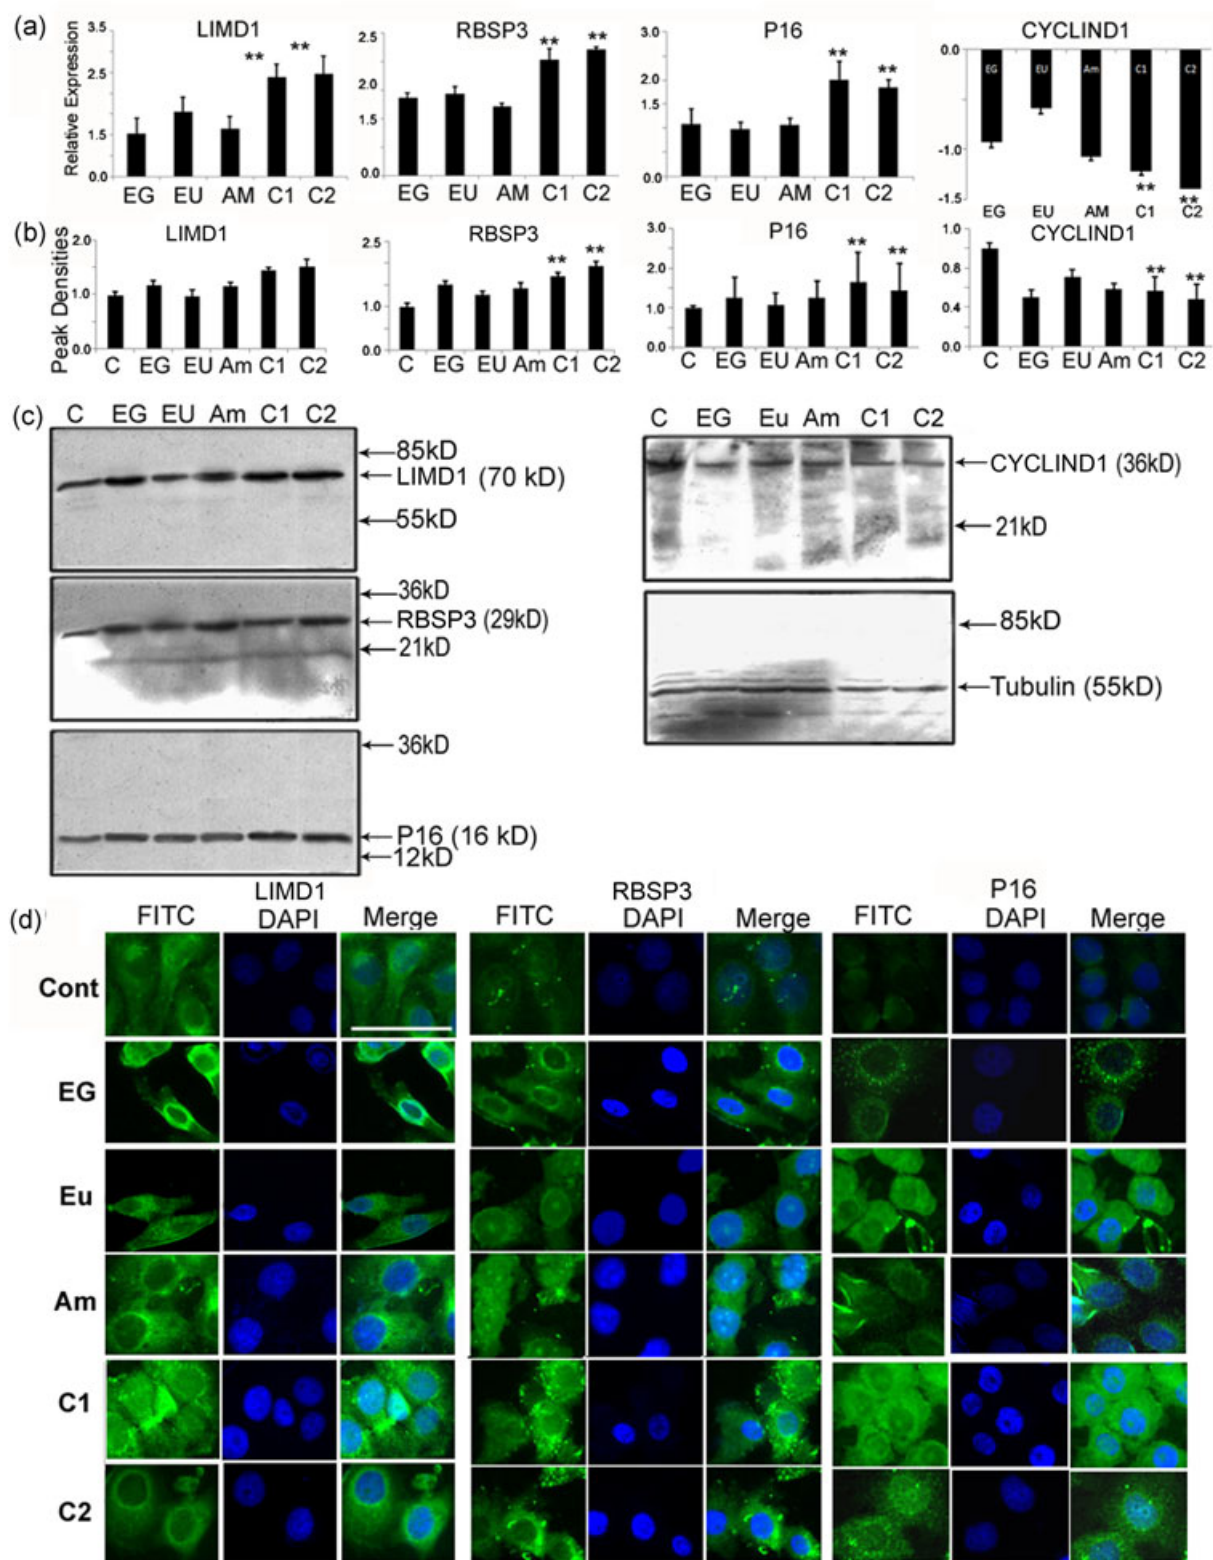 (a)
LIMD1
RBSP3
P16
CYCLIND1
Relative Expression
3.5
2.5
1.5
0.0
** **
EG EU AM C1 C2
2.5
2.0
1.5
0.0
** **
EG EU AM C1 C2
3.0
2.0
1.5
0.0
** **
EG EU AM C1 C2
0.0
-1.0
-1.5
EG EU Am C1 C2
** **
EG EU AM C1 C2
(b)
LIMD1
RBSP3
P16
CYCLIND1
Peak Densities
2.0
1.0
0.0
C EG EU Am C1 C2
2.5
1.5
0.0
** **
C EG EU Am C1 C2
3.0
2.0
1.0
0.0
** **
C EG EU Am C1 C2
1.0
0.8
0.4
0.0
** **
C EG EU Am C1 C2
(c)
C EG EU Am C1 C2
85kD
LIMD1 (70 kD)
55kD
36kD
RBSP3 (29kD)
21kD
36kD
P16 (16 kD)
12kD
C EG Eu Am C1 C2
CYCLIND1 (36kD)
21kD
85kD
Tubulin (55kD)
(d)
LIMD1 RBSP3 P16
FITC DAPI Merge FITC DAPI Merge FITC DAPI Merge
Cont
EG
Eu
Am
C1
C2